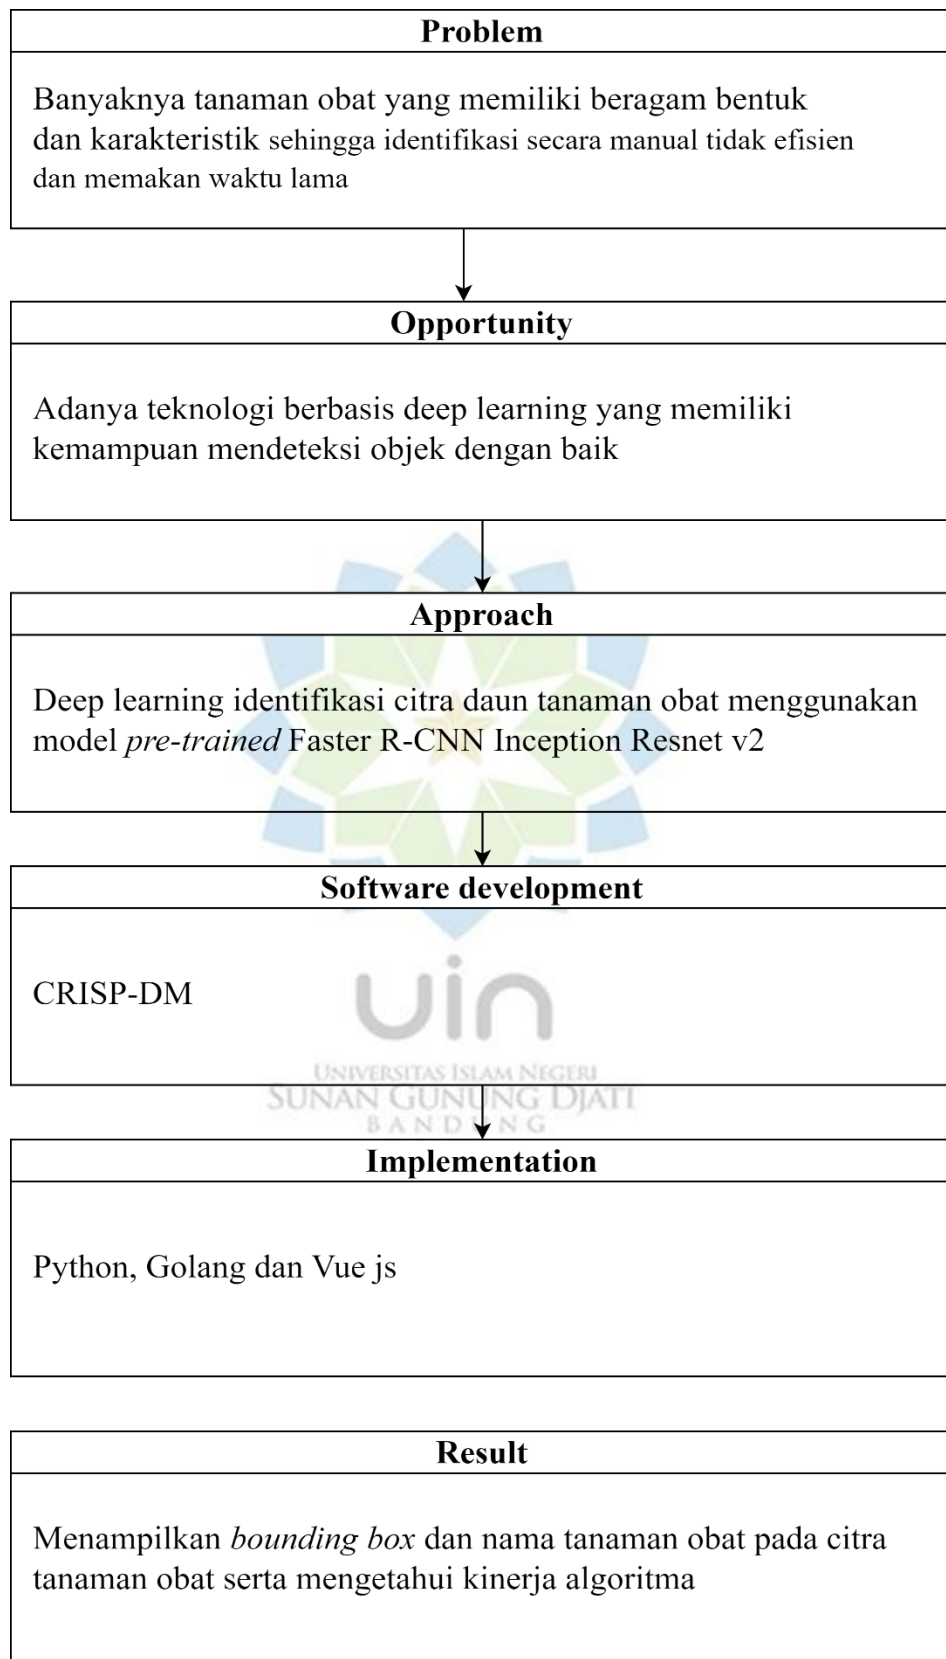 Problem
Banyaknya tanaman obat yang memiliki beragam bentuk
dan karakteristik sehingga identifikasi secara manual tidak efisien
dan memakan waktu lama
Opportunity
Adanya teknologi berbasis deep learning yang memiliki
kemampuan mendeteksi objek dengan baik
Approach
Deep learning identifikasi citra daun tanaman obat menggunakan
model pre-trained Faster R-CNN Inception Resnet v2
Software development
CRISP-DM
uin
UNIVERSITAS ISLAM NEGERI
SUNAN GUNUNG DJATI
BANDUNG
Implementation
Python, Golang dan Vue js
Result
Menampilkan bounding box dan nama tanaman obat pada citra
tanaman obat serta mengetahui kinerja algoritma